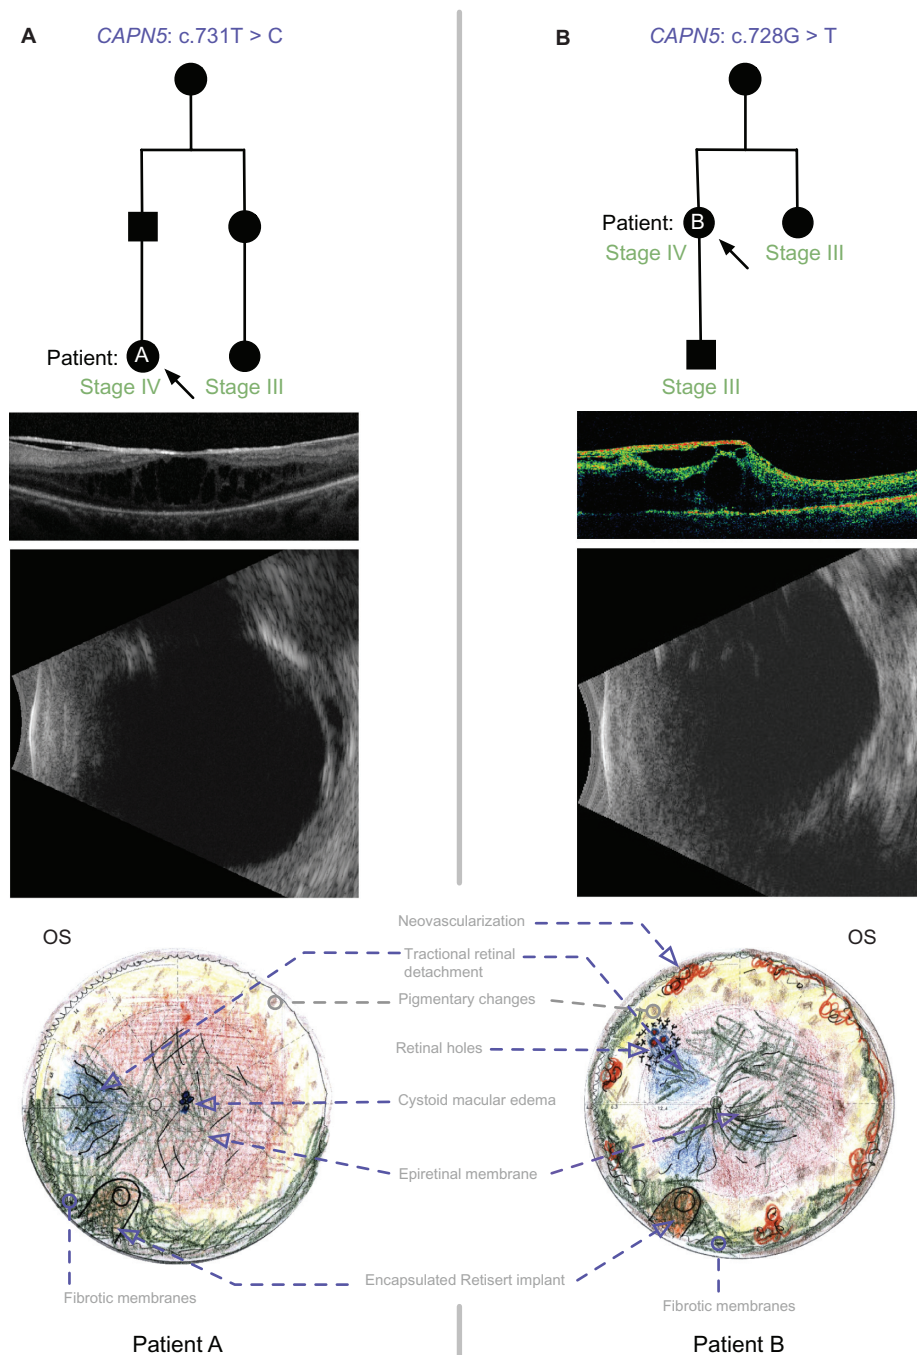 A
CAPN5: c.731T > C
B
CAPN5: c.728G > T
Patient:
A
Stage IV
Stage III
Patient:
B
Stage IV
Stage III
Stage III
OS
OS
Neovascularization
Tractional retinal
detachment
Pigmentary changes
Retinal holes
Cystoid macular edema
Epiretinal membrane
Encapsulated Retisert implant
Fibrotic membranes
Fibrotic membranes
Patient A
Patient B